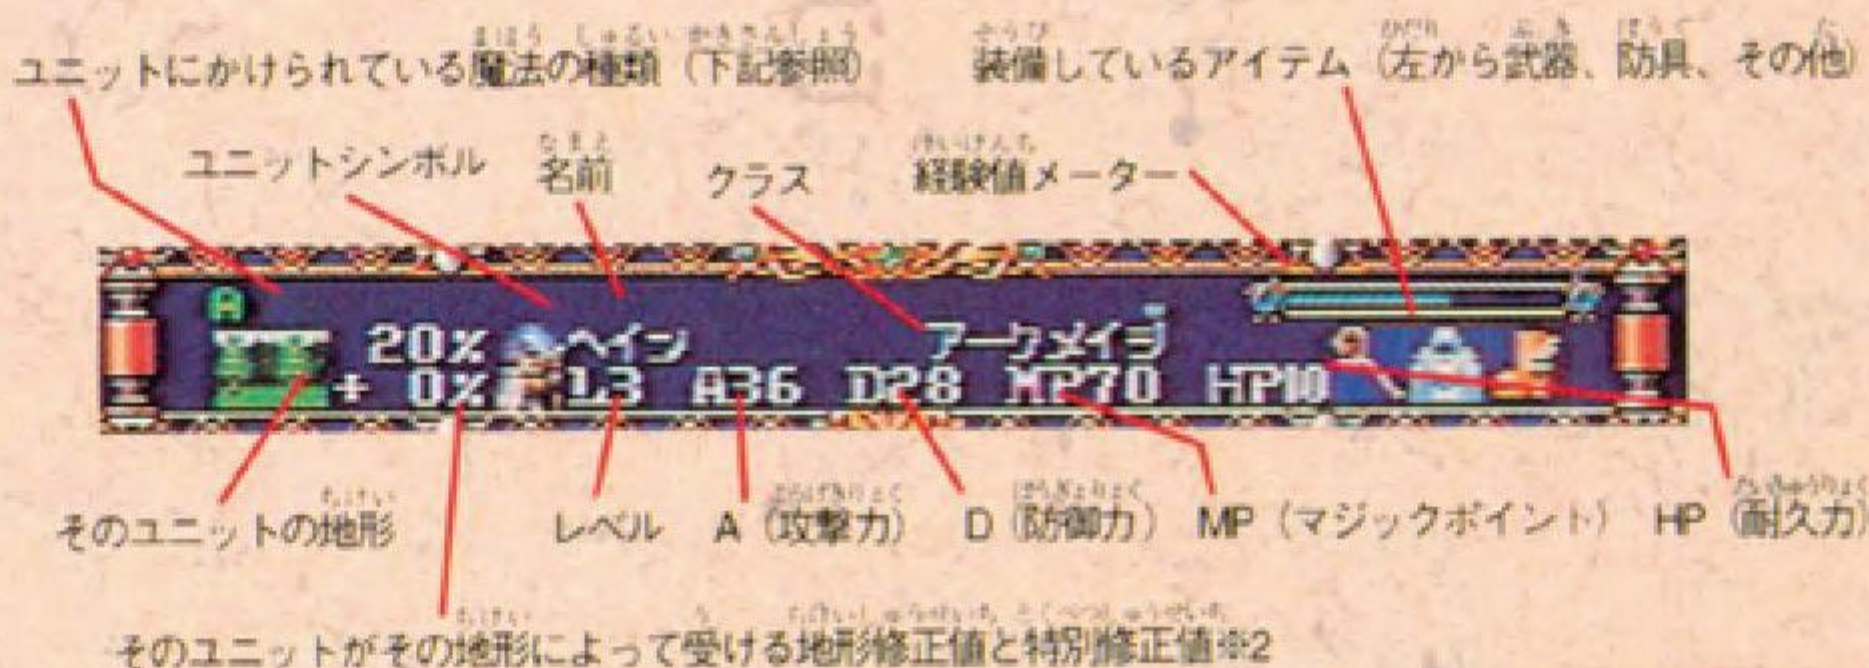 ユニットにかけられている魔法の種類（下記参照）　装備しているアイテム（左から武器、防具、その他）
ユニットシンボル　名前　クラス　経験値メーター
A
20%　ヘイン　アークメイジ
+ 0%　L3　A36　D28　MP70　HP10
そのユニットの地形　レベル　A（攻撃力）　D（防御力）　MP（マジックポイント）　HP（耐久力）
そのユニットがその地形によって受ける地形修正値と特別修正値※2